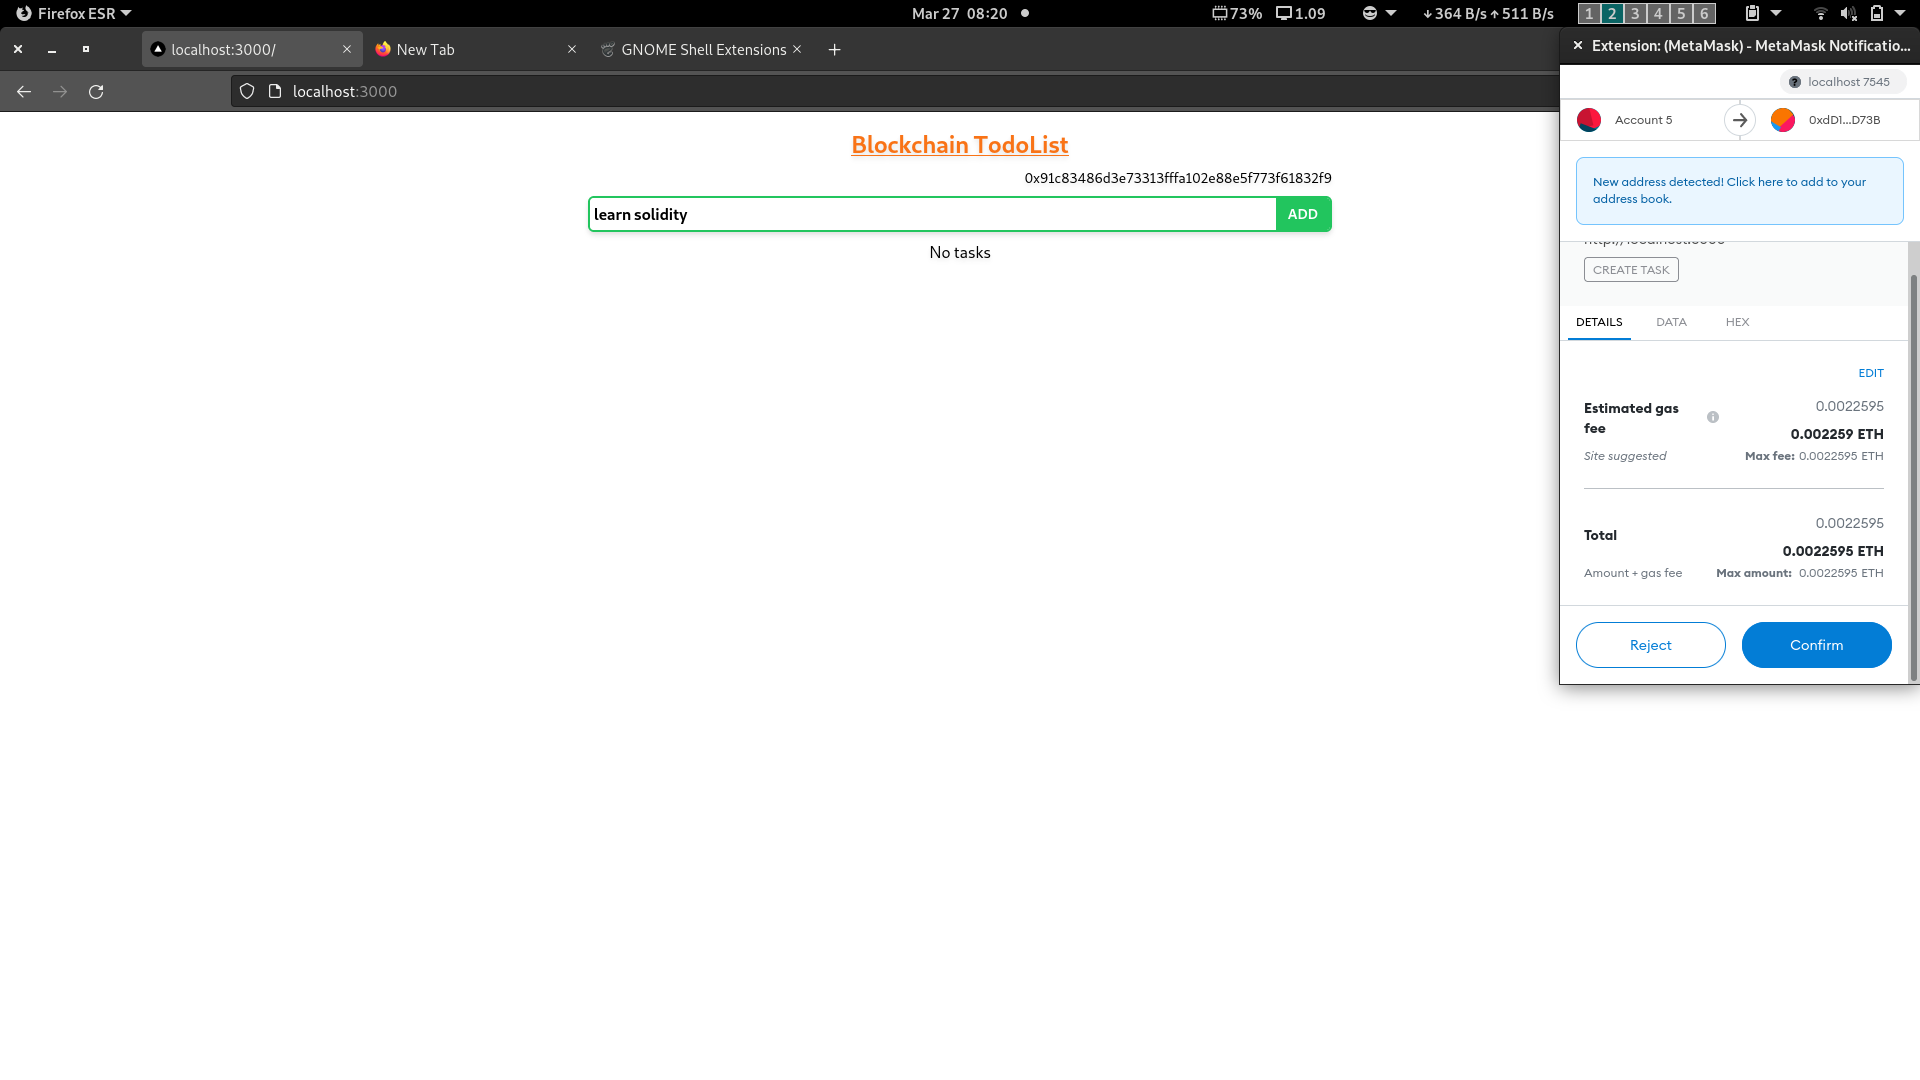 Firefox ESR
Mar 27 08:20
73% 1.09
↓364 B/s ↑511 B/s
1 2 3 4 5 6
localhost:3000/
New Tab
GNOME Shell Extensions
localhost:3000
Blockchain TodoList
0x91c83486d3e73313fffa102e88e5f773f61832f9
learn solidity
ADD
No tasks
Extension: (MetaMask) - MetaMask Notificatio...
localhost 7545
Account 5
0xdD1...D73B
New address detected! Click here to add to your
address book.
http://localhost:3000
CREATE TASK
DETAILS DATA HEX
EDIT
Estimated gas
fee
0.0022595
0.002259 ETH
Site suggested
Max fee: 0.0022595 ETH
0.0022595
Total
0.0022595 ETH
Amount + gas fee
Max amount: 0.0022595 ETH
Reject
Confirm